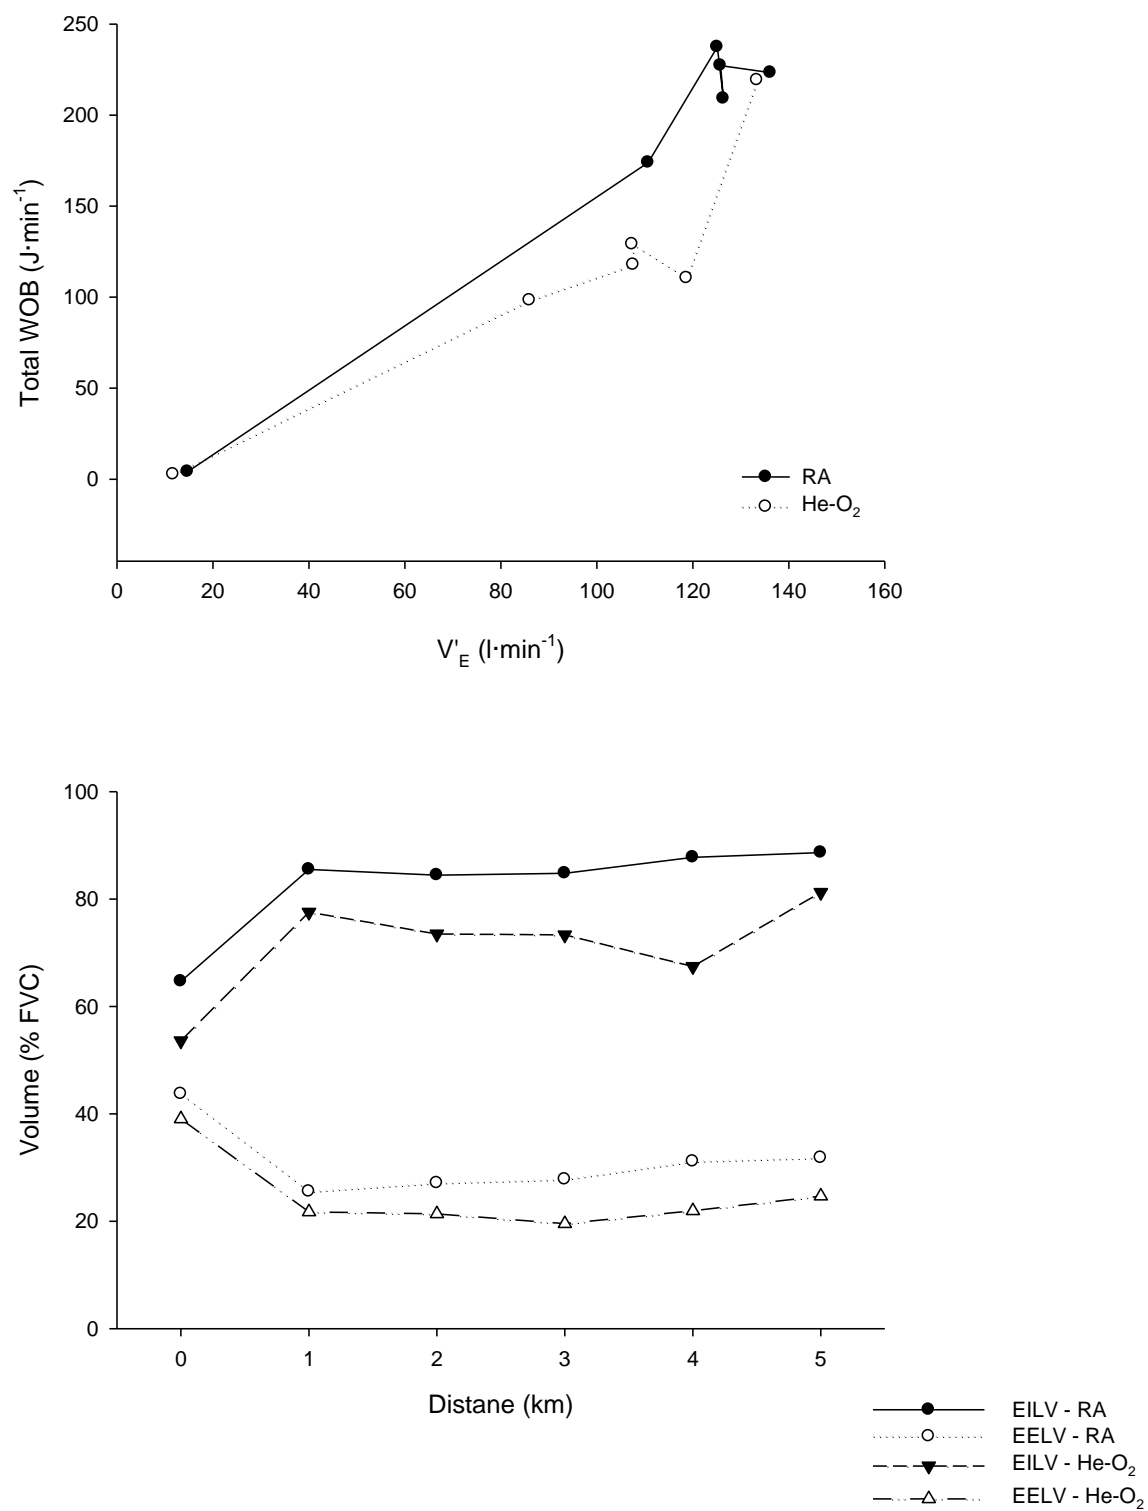 250
200
150
100
50
0
Total WOB (J·min⁻¹)
RA
He-O₂
0 20 40 60 80 100 120 140 160
V'E (l·min⁻¹)
100
80
60
40
20
0
Volume (% FVC)
0 1 2 3 4 5
Distane (km)
EILV - RA
EELV - RA
EILV - He-O₂
EELV - He-O₂